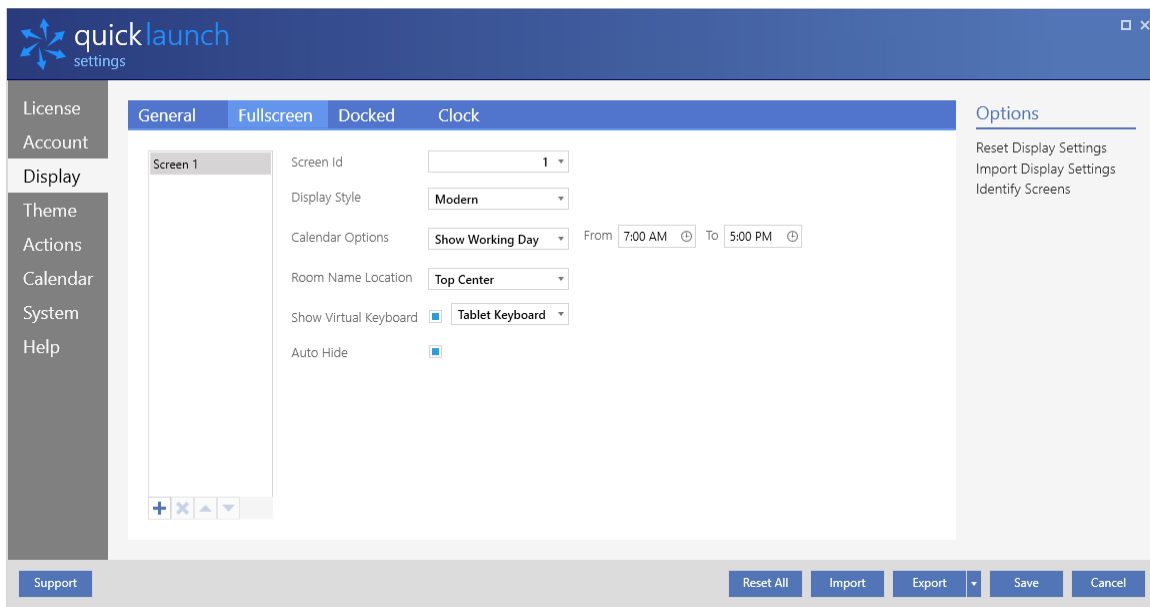 quicklaunch
settings
License
Account
Display
Theme
Actions
Calendar
System
Help
General Fullscreen Docked Clock
Screen 1
Screen Id 1
Display Style Modern
Calendar Options Show Working Day From 7:00 AM To 5:00 PM
Room Name Location Top Center
Show Virtual Keyboard Tablet Keyboard
Auto Hide
Options
Reset Display Settings
Import Display Settings
Identify Screens
Support Reset All Import Export Save Cancel